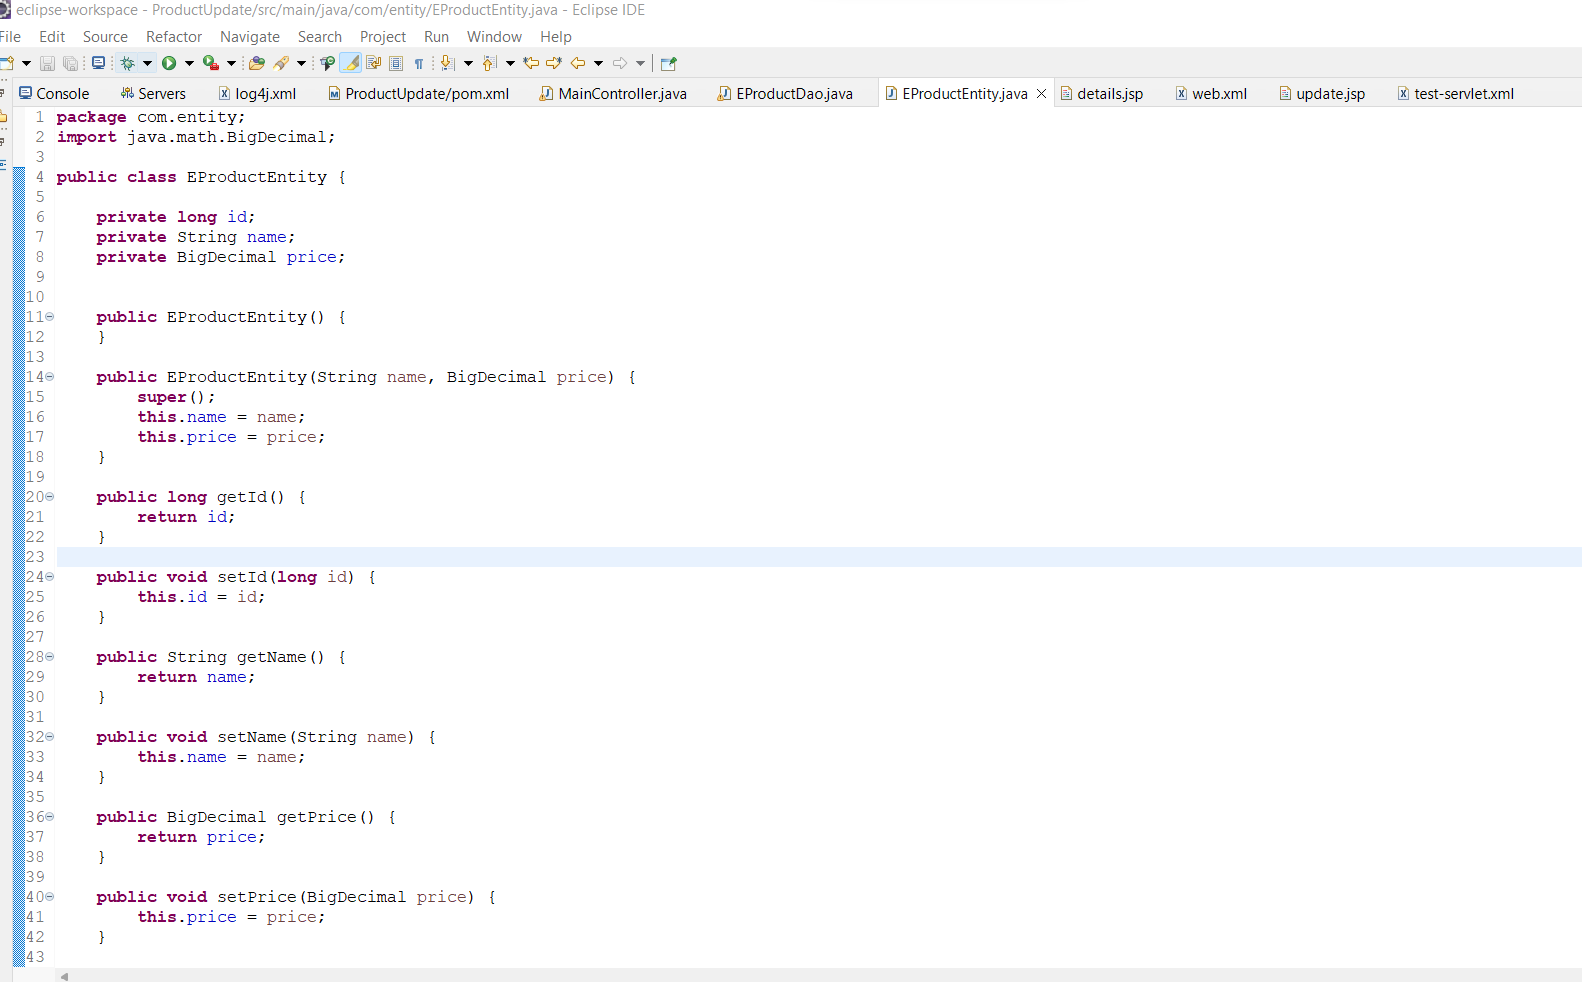 eclipse-workspace - ProductUpdate/src/main/java/com/entity/EProductEntity.java - Eclipse IDE
File Edit Source Refactor Navigate Search Project Run Window Help
Console Servers log4j.xml ProductUpdate/pom.xml MainController.java EProductDao.java EProductEntity.java details.jsp web.xml update.jsp test-servlet.xml
1 package com.entity;
2 import java.math.BigDecimal;
3
4 public class EProductEntity {
5
6 private long id;
7 private String name;
8 private BigDecimal price;
9
10
11 public EProductEntity() {
12 }
13
14 public EProductEntity(String name, BigDecimal price) {
15 super();
16 this.name = name;
17 this.price = price;
18 }
19
20 public long getId() {
21 return id;
22 }
23
24 public void setId(long id) {
25 this.id = id;
26 }
27
28 public String getName() {
29 return name;
30 }
31
32 public void setName(String name) {
33 this.name = name;
34 }
35
36 public BigDecimal getPrice() {
37 return price;
38 }
39
40 public void setPrice(BigDecimal price) {
41 this.price = price;
42 }
43